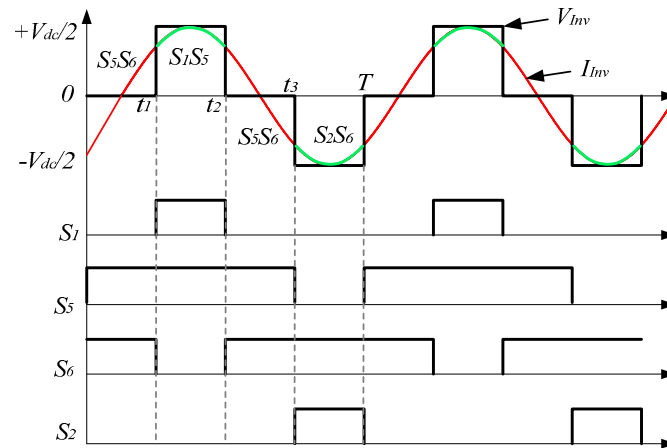 +Vdc/2
VInv
S5S6
S1S5
IInv
0
t1
t2
t3
T
S5S6
S2S6
-Vdc/2
S1
S5
S6
S2